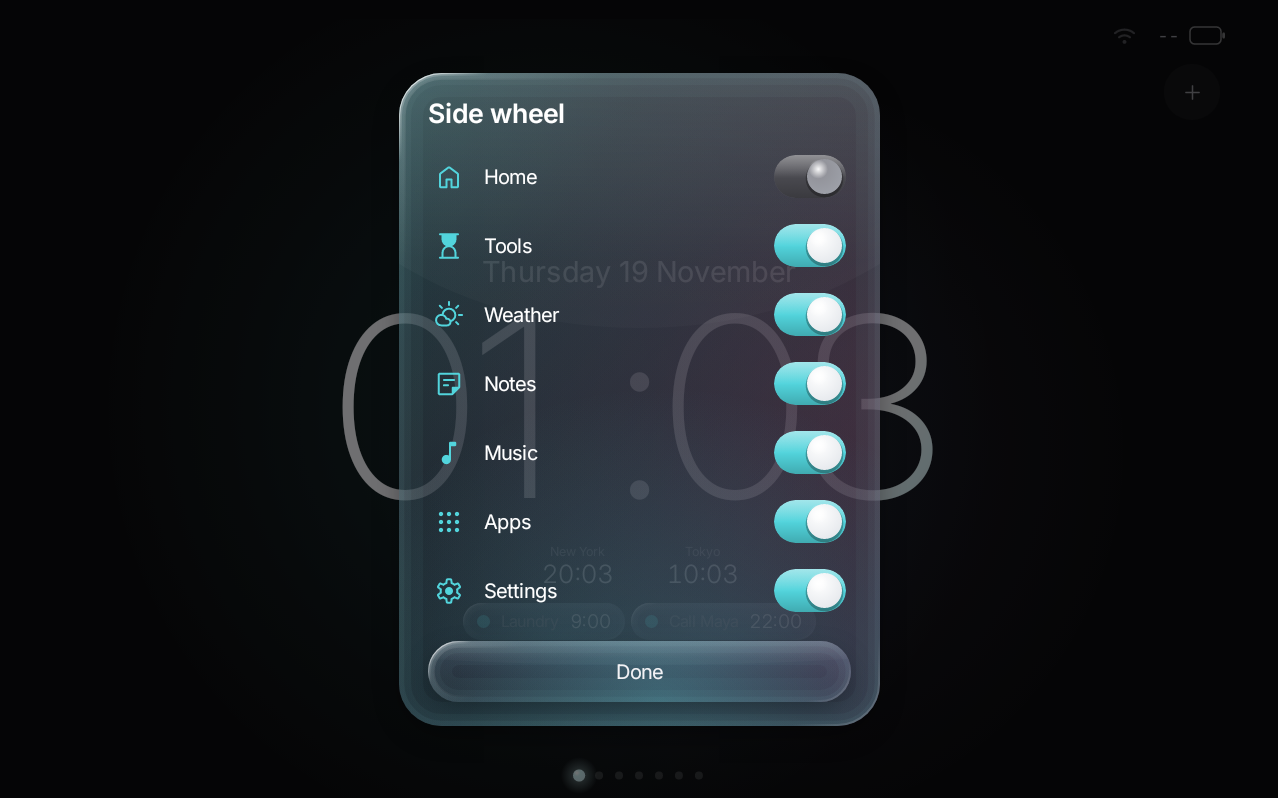 --
+
Side wheel
Home
Tools
Thursday 19 November
Weather
01:03
Notes
Music
Apps
New York
Tokyo
20:03
10:03
Settings
Laundry 9:00
Call Maya 22:00
Done